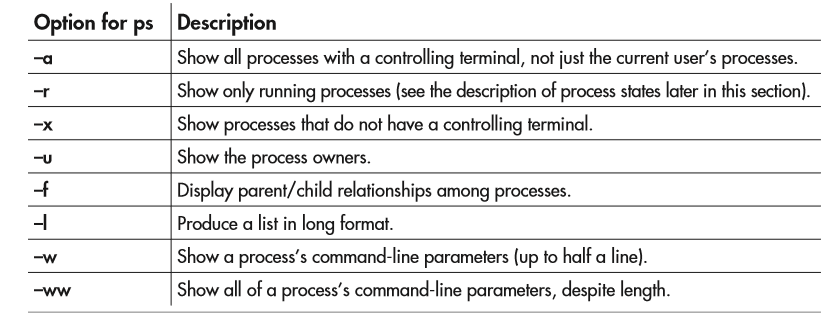 Option for ps Description
–a Show all processes with a controlling terminal, not just the current user’s processes.
–r Show only running processes (see the description of process states later in this section).
–x Show processes that do not have a controlling terminal.
–u Show the process owners.
–f Display parent/child relationships among processes.
–l Produce a list in long format.
–w Show a process’s command-line parameters (up to half a line).
–ww Show all of a process’s command-line parameters, despite length.